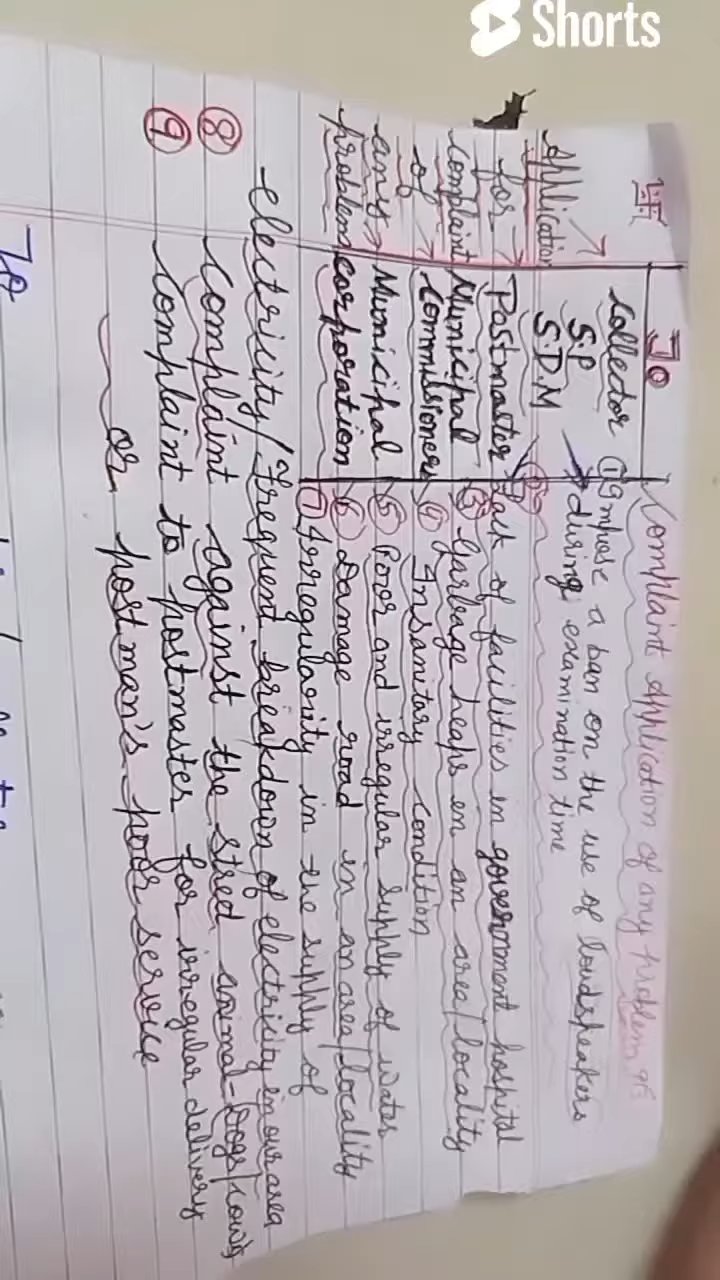 Shorts
To
Complaint Application of any problem
Collector
S.P
S.D.M
① Impose a ban on the use of loudspeakers
during examination time
Application
for
complaint
of
any
problem
Postmaster
Municipal
Commissioner
Municipal
corporation
② Lack of facilities in government hospital
③ Garbage heaps in an area/locality
④ Insanitary condition
⑤ Poor and irregular supply of water
⑥ Damage road in an area/locality
⑦ Irregularity in the supply of
electricity/Frequent breakdown of electricity in our area
⑧ complaint against the street animal-Dogs/cows
⑨ complaint to postmaster for irregular delivery
or postman's poor service
To